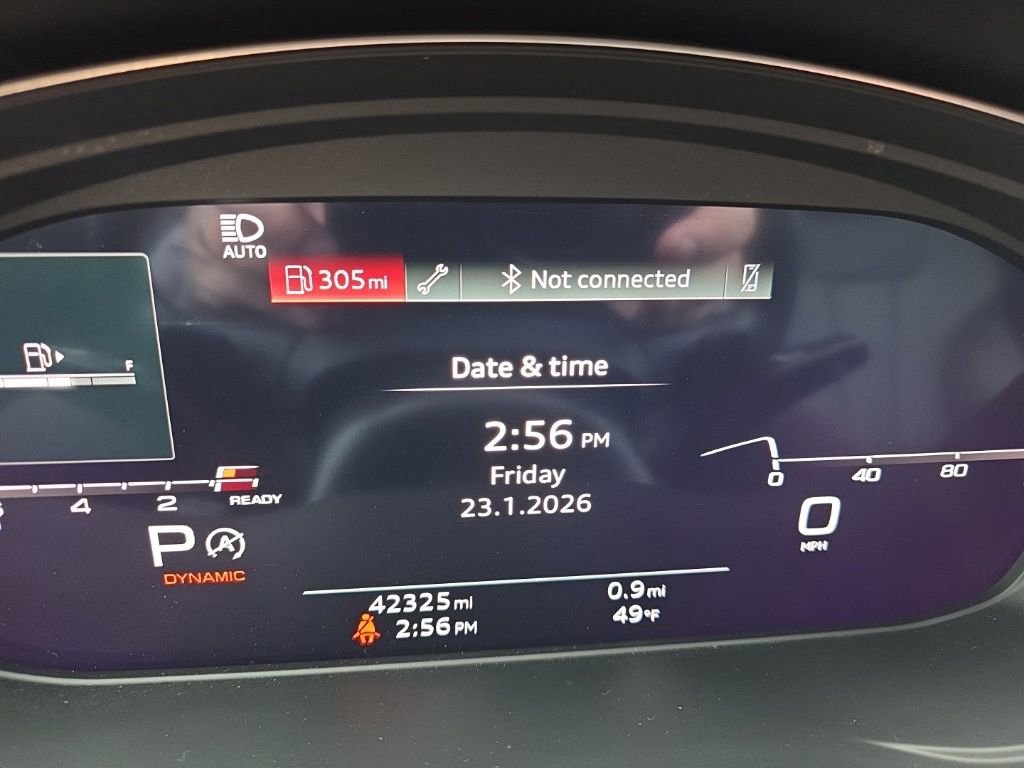 AUTO
305 mi
Not connected
Date & time
F
2:56 PM
Friday
23.1.2026
0 40 80
4 2
READY
P
DYNAMIC
0
MPH
42325 mi
0.9 mi
2:56 PM
49°F